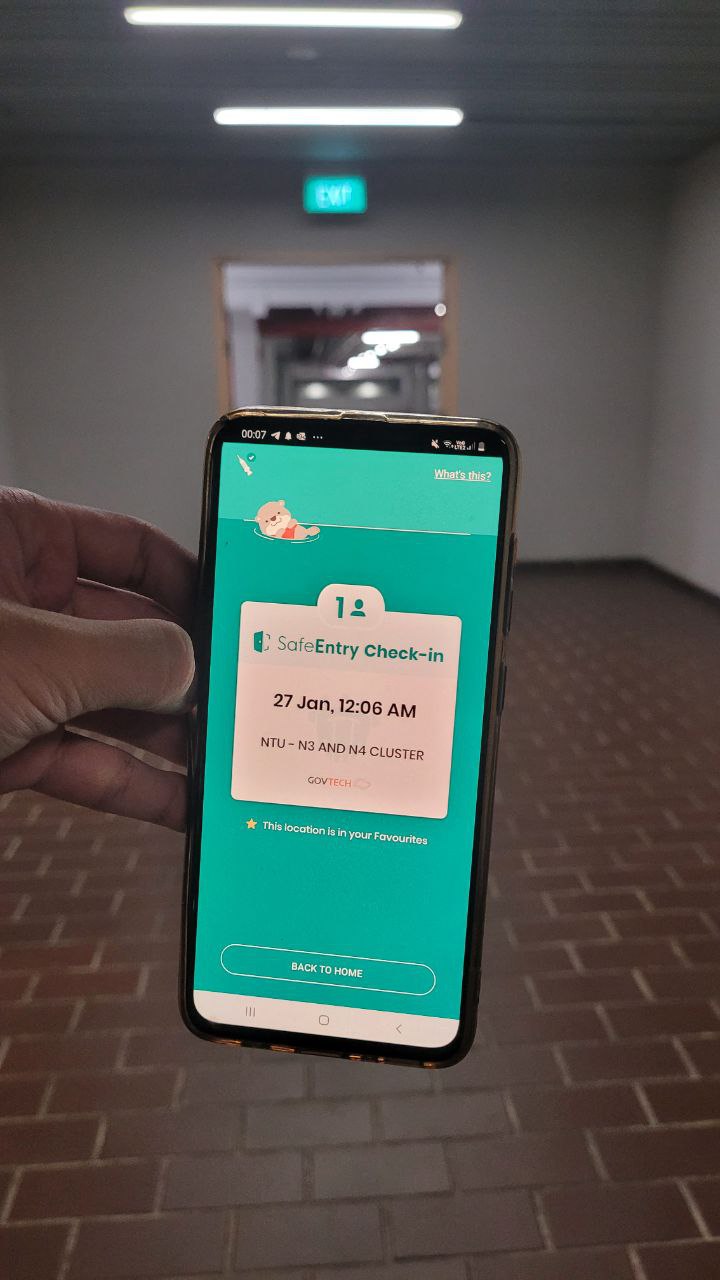 EXIT
00:07
What's this?
1
SafeEntry Check-in
27 Jan, 12:06 AM
NTU - N3 AND N4 CLUSTER
GOVTECH
This location is in your Favourites
BACK TO HOME